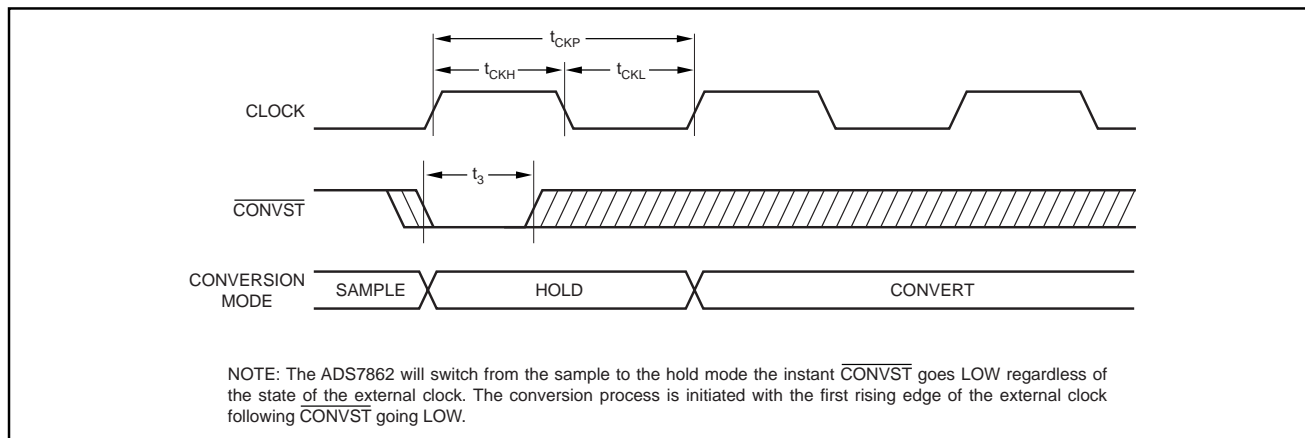 tCKP
tCKH
tCKL
CLOCK
t3
CONVST
CONVERSION
MODE
SAMPLE
HOLD
CONVERT
NOTE: The ADS7862 will switch from the sample to the hold mode the instant CONVST goes LOW regardless of
the state of the external clock. The conversion process is initiated with the first rising edge of the external clock
following CONVST going LOW.